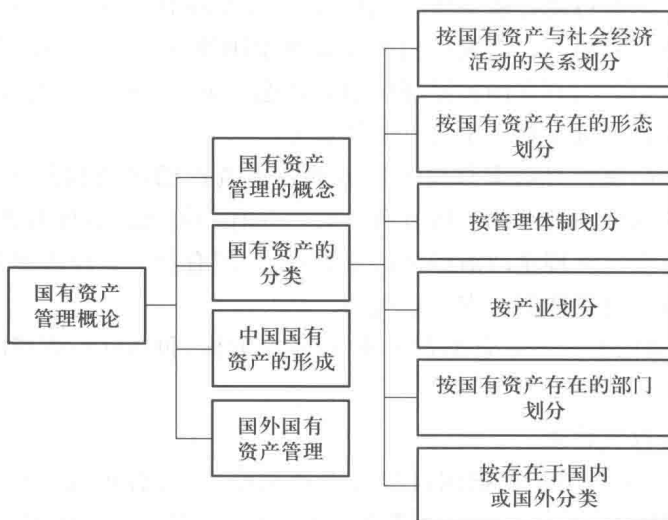 国有资产
管理概论
国有资产
管理的概念
国有资产的
分类
中国国有
资产的形成
国外国有
资产管理
按国有资产与社会经济
活动的关系划分
按国有资产存在的形态
划分
按管理体制划分
按产业划分
按国有资产存在的部门
划分
按存在于国内
或国外分类